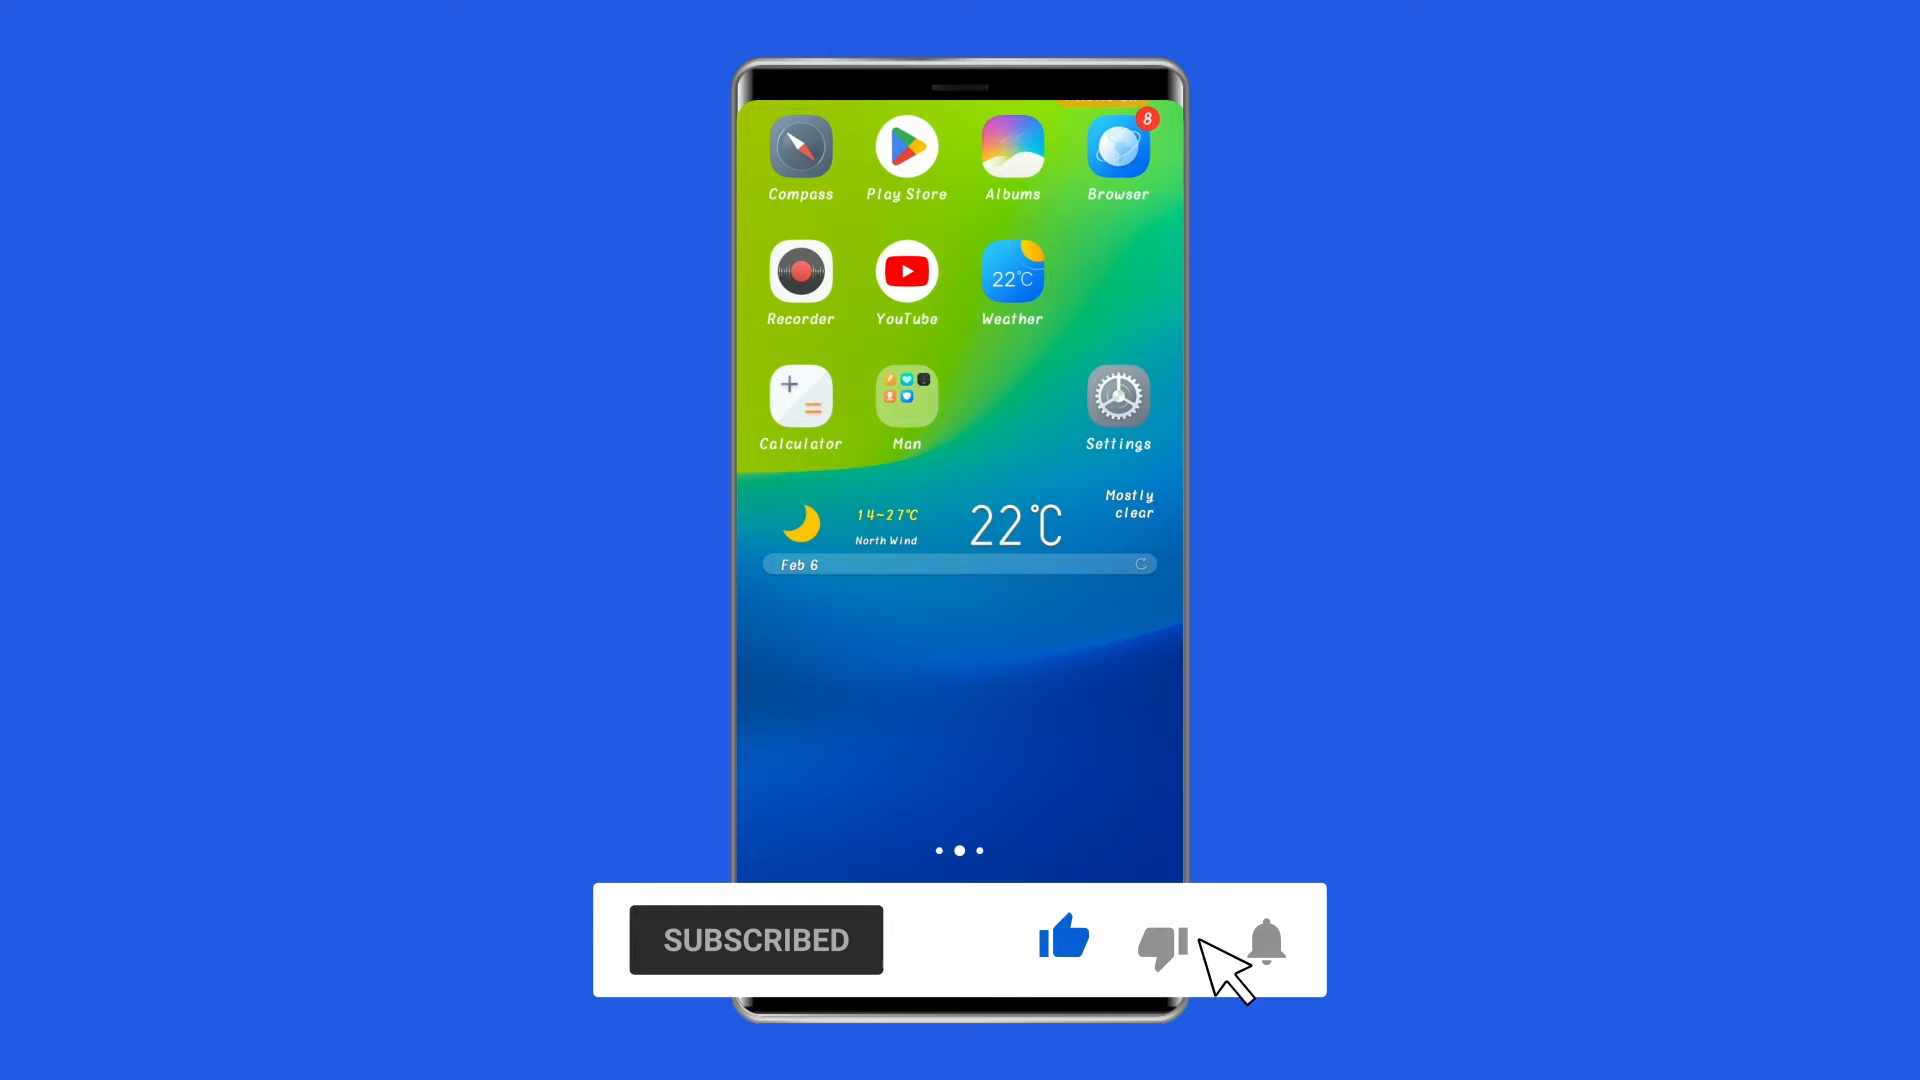 8
Compass Play Store Albums Browser
22°C
Recorder YouTube Weather
Calculator Man Settings
14~27°C 22°C Mostly
clear
North Wind
Feb 6
SUBSCRIBED